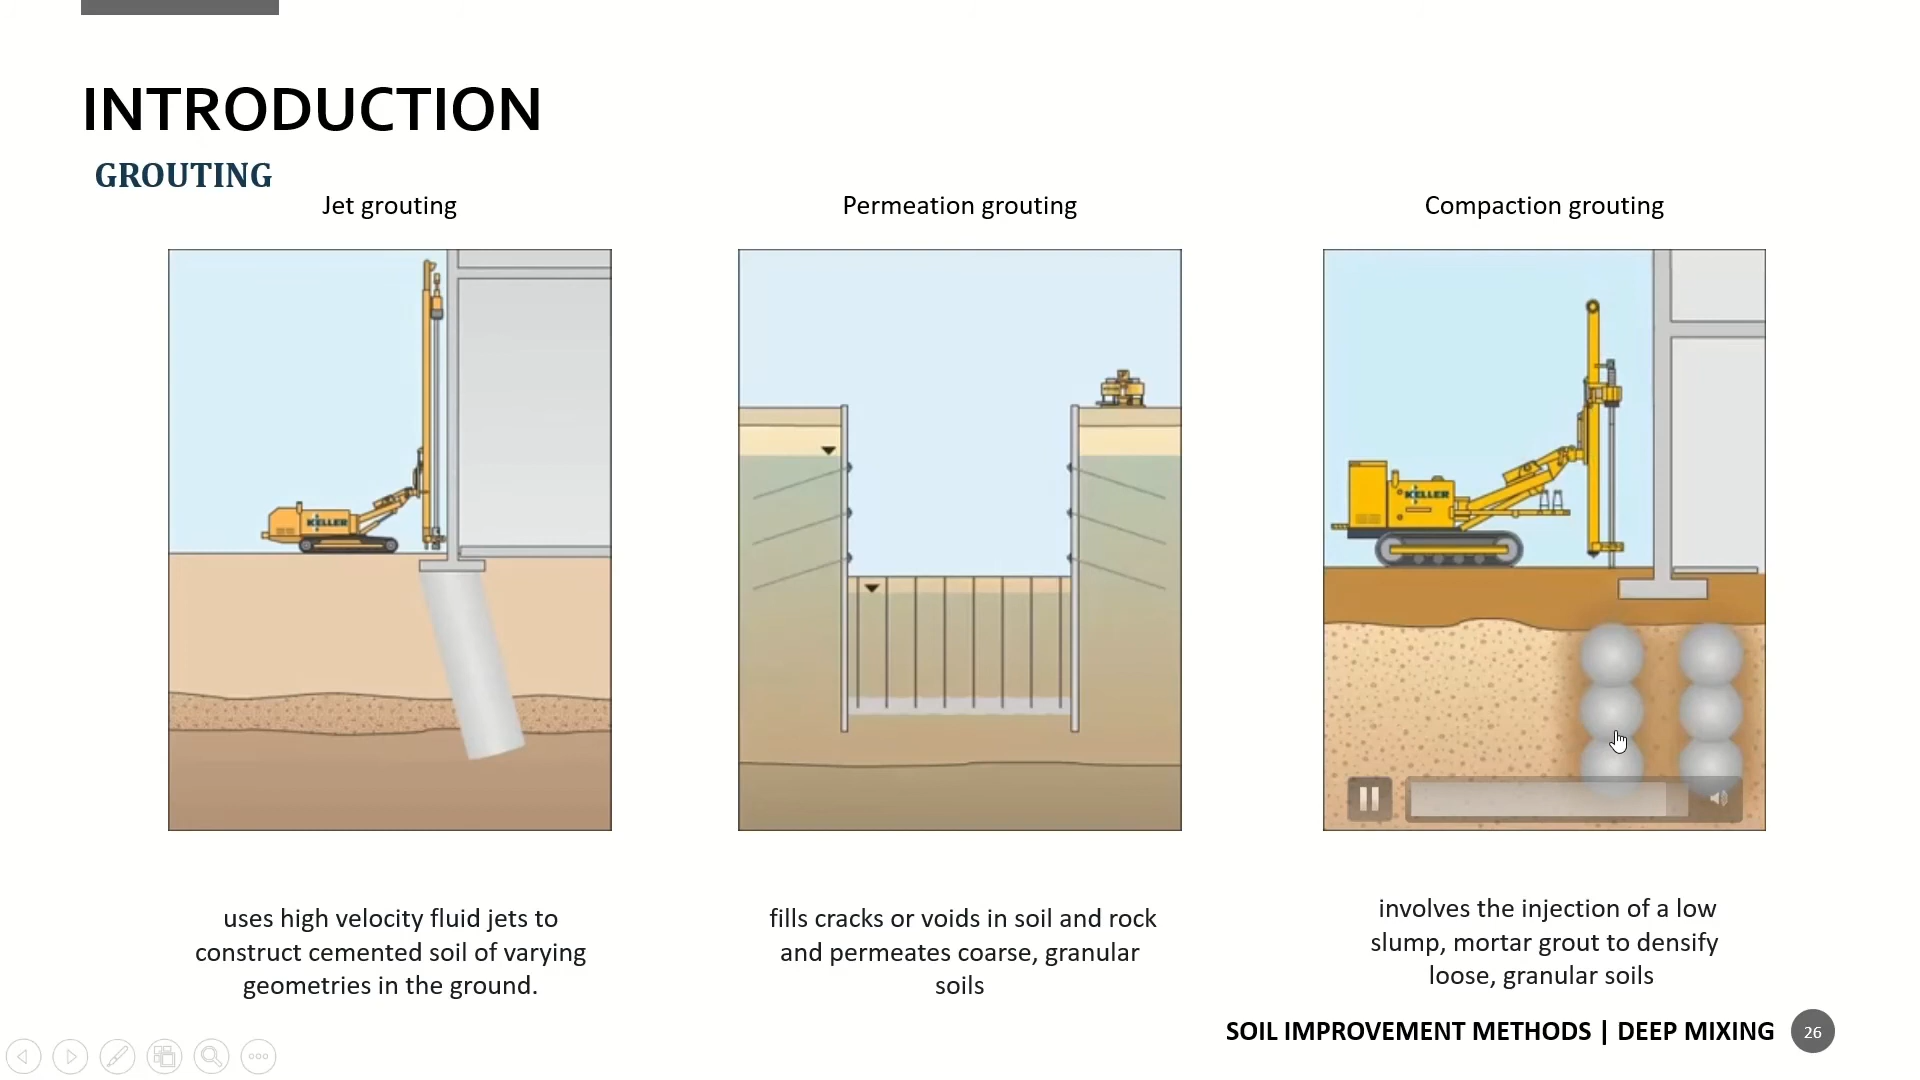 INTRODUCTION
GROUTING
Jet grouting
Permeation grouting
Compaction grouting
KELLER
KELLER
uses high velocity fluid jets to
construct cemented soil of varying
geometries in the ground.
fills cracks or voids in soil and rock
and permeates coarse, granular
soils
involves the injection of a low
slump, mortar grout to densify
loose, granular soils
SOIL IMPROVEMENT METHODS | DEEP MIXING
26